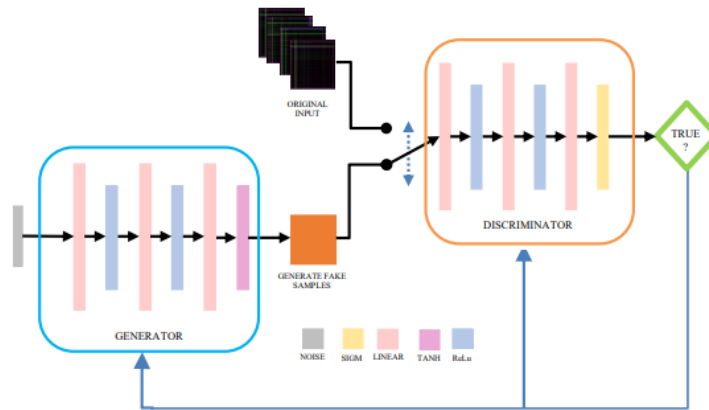 ORIGINAL
INPUT
TRUE
?
DISCRIMINATOR
GENERATE FAKE
SAMPLES
GENERATOR
NOISE
SIGM
LINEAR
TANH
ReLu